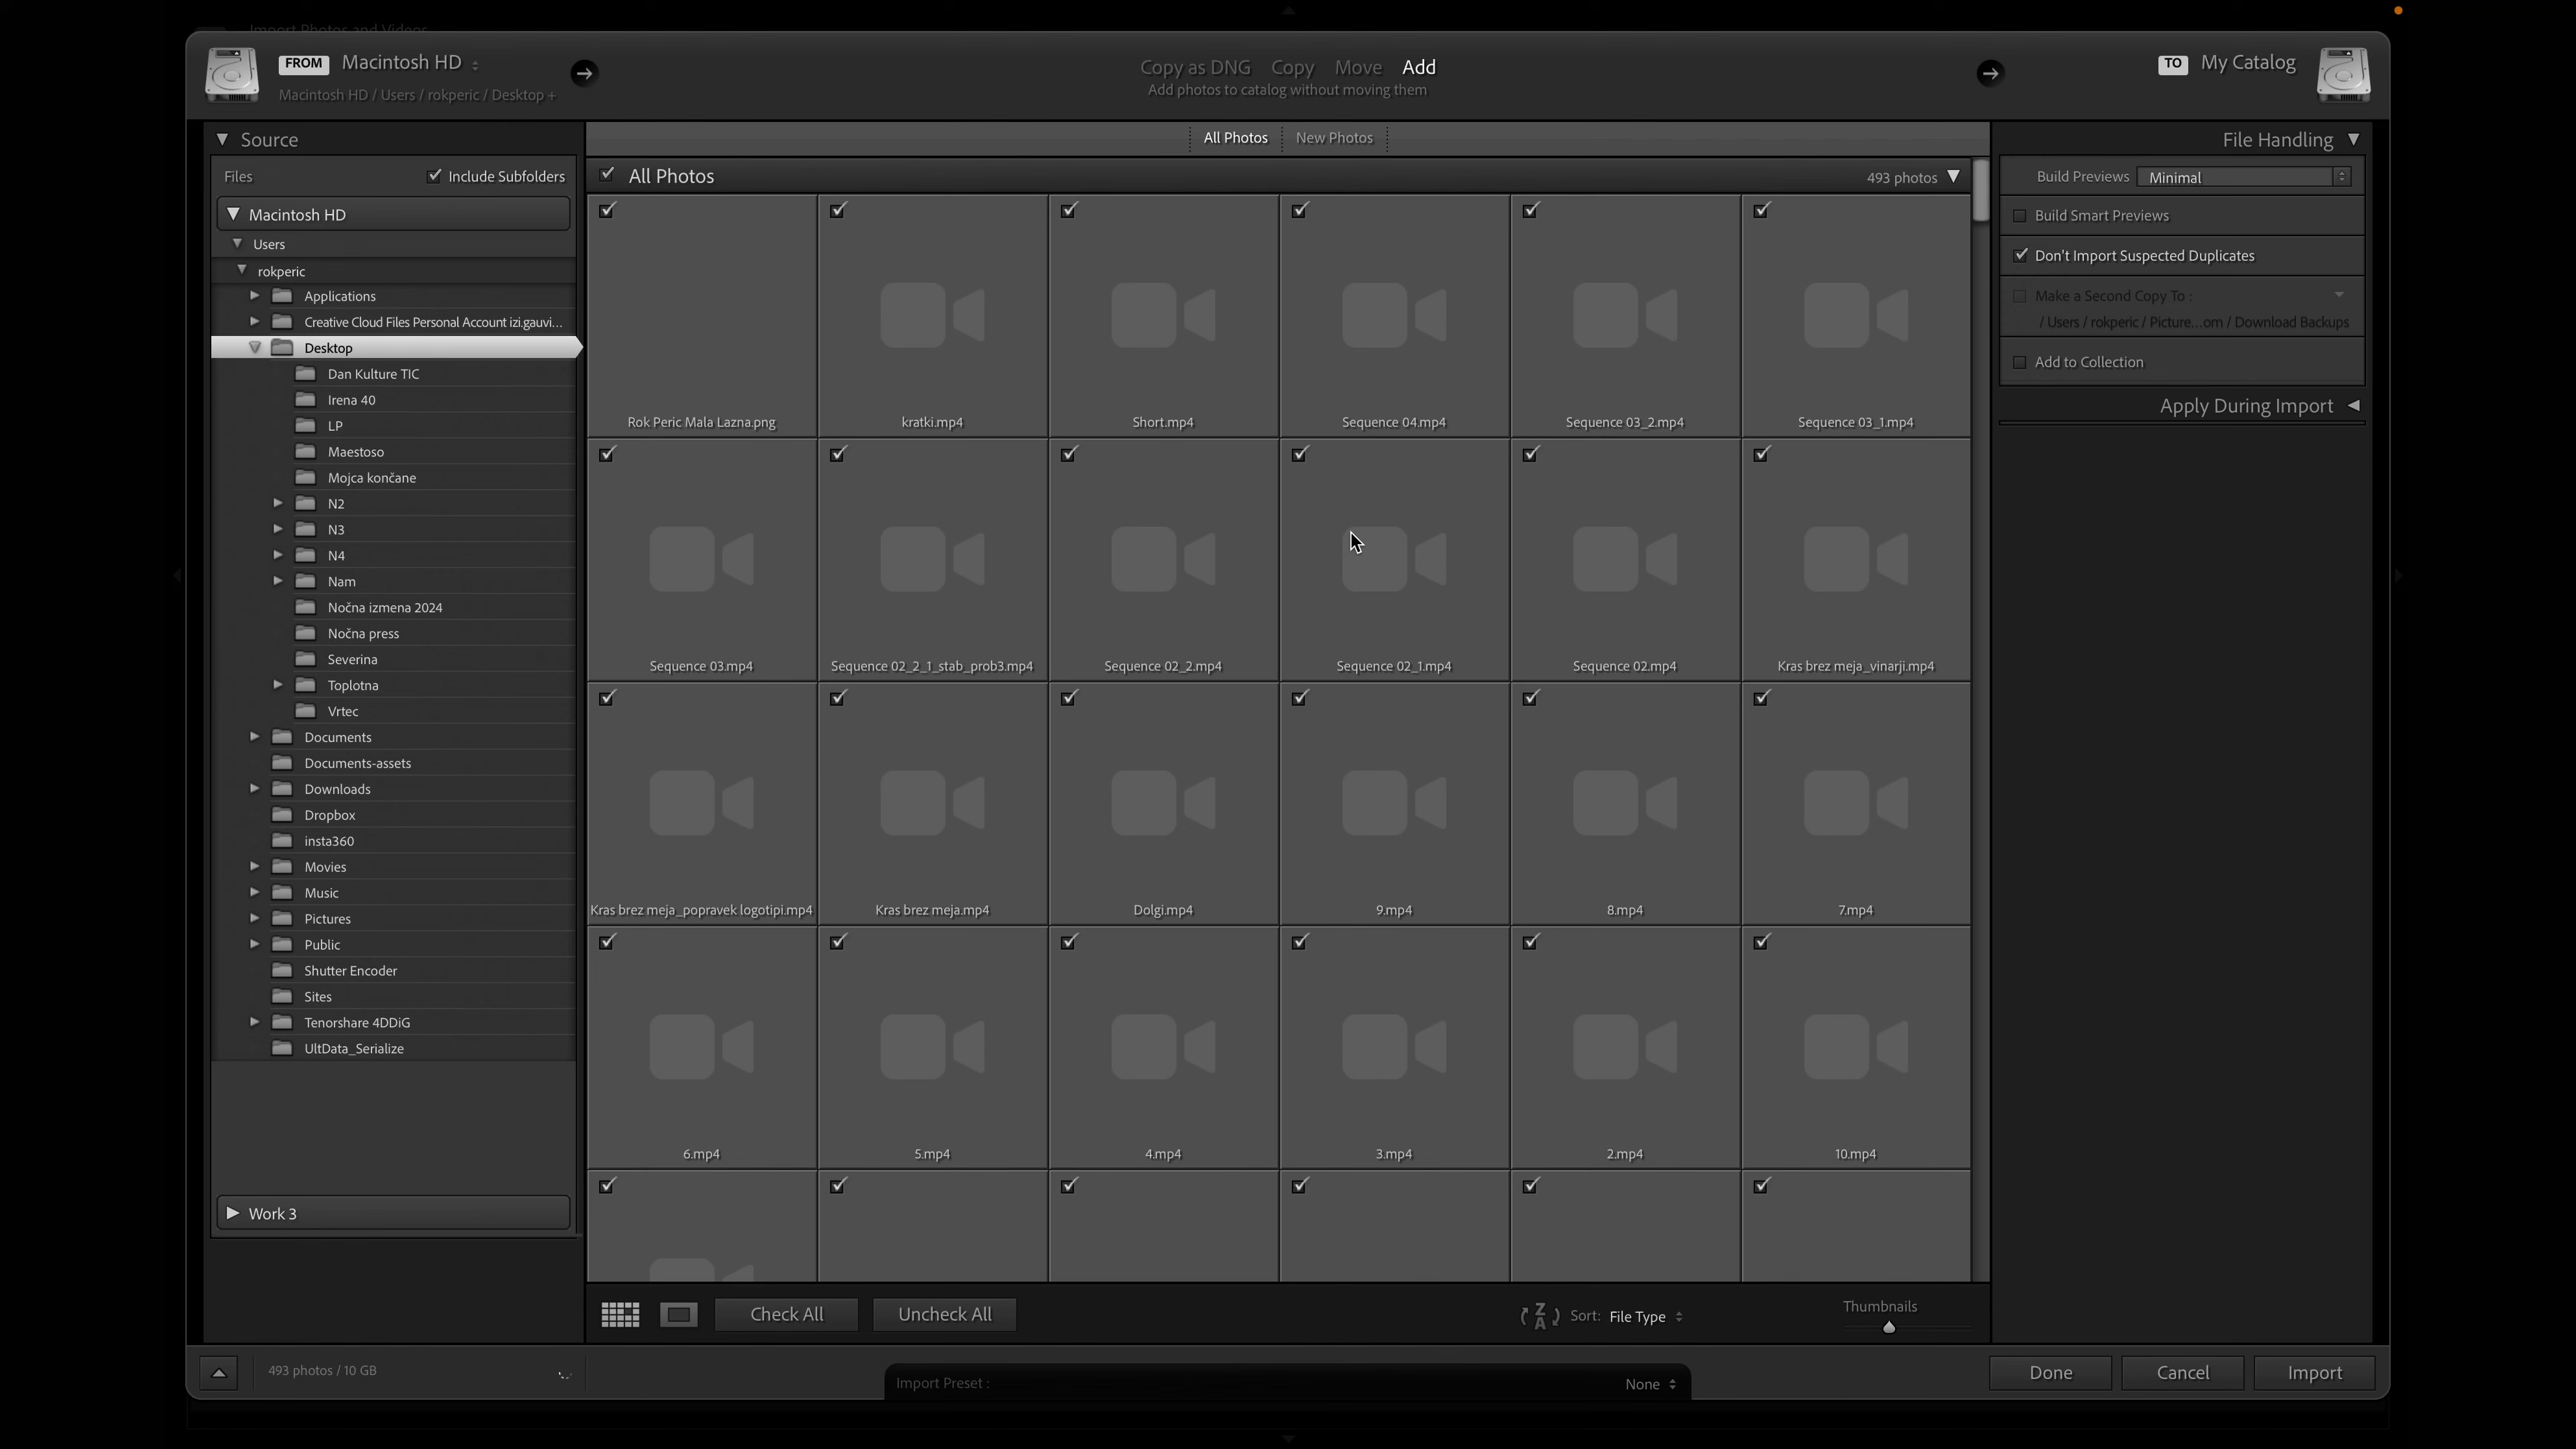 Import Photos and Videos
FROM Macintosh HD
Macintosh HD / Users / rokperic / Desktop +
Copy as DNG Copy Move Add
Add photos to catalog without moving them
TO My Catalog
Source
Files Include Subfolders
Macintosh HD
Users
rokperic
Applications
Creative Cloud Files Personal Account izi.gauvi...
Desktop
Dan Kulture TIC
Irena 40
LP
Maestoso
Mojca končane
N2
N3
N4
Nam
Nočna izmena 2024
Nočna press
Severina
Toplotna
Vrtec
Documents
Documents-assets
Downloads
Dropbox
insta360
Movies
Music
Pictures
Public
Shutter Encoder
Sites
Tenorshare 4DDiG
UltData_Serialize
Work 3
All Photos New Photos
All Photos 493 photos
Rok Peric Mala Lazna.png kratki.mp4 Short.mp4 Sequence 04.mp4 Sequence 03_2.mp4 Sequence 03_1.mp4
Sequence 03.mp4 Sequence 02_2_1_stab_prob3.mp4 Sequence 02_2.mp4 Sequence 02_1.mp4 Sequence 02.mp4 Kras brez meja_vinarji.mp4
Kras brez meja_popravek logotipi.mp4 Kras brez meja.mp4 Dolgi.mp4 9.mp4 8.mp4 7.mp4
6.mp4 5.mp4 4.mp4 3.mp4 2.mp4 10.mp4
Check All Uncheck All Z A Sort: File Type Thumbnails
File Handling
Build Previews Minimal
Build Smart Previews
Don't Import Suspected Duplicates
Make a Second Copy To :
/ Users / rokperic / Picture...om / Download Backups
Add to Collection
Apply During Import
493 photos / 10 GB
Import Preset : None
Done Cancel Import